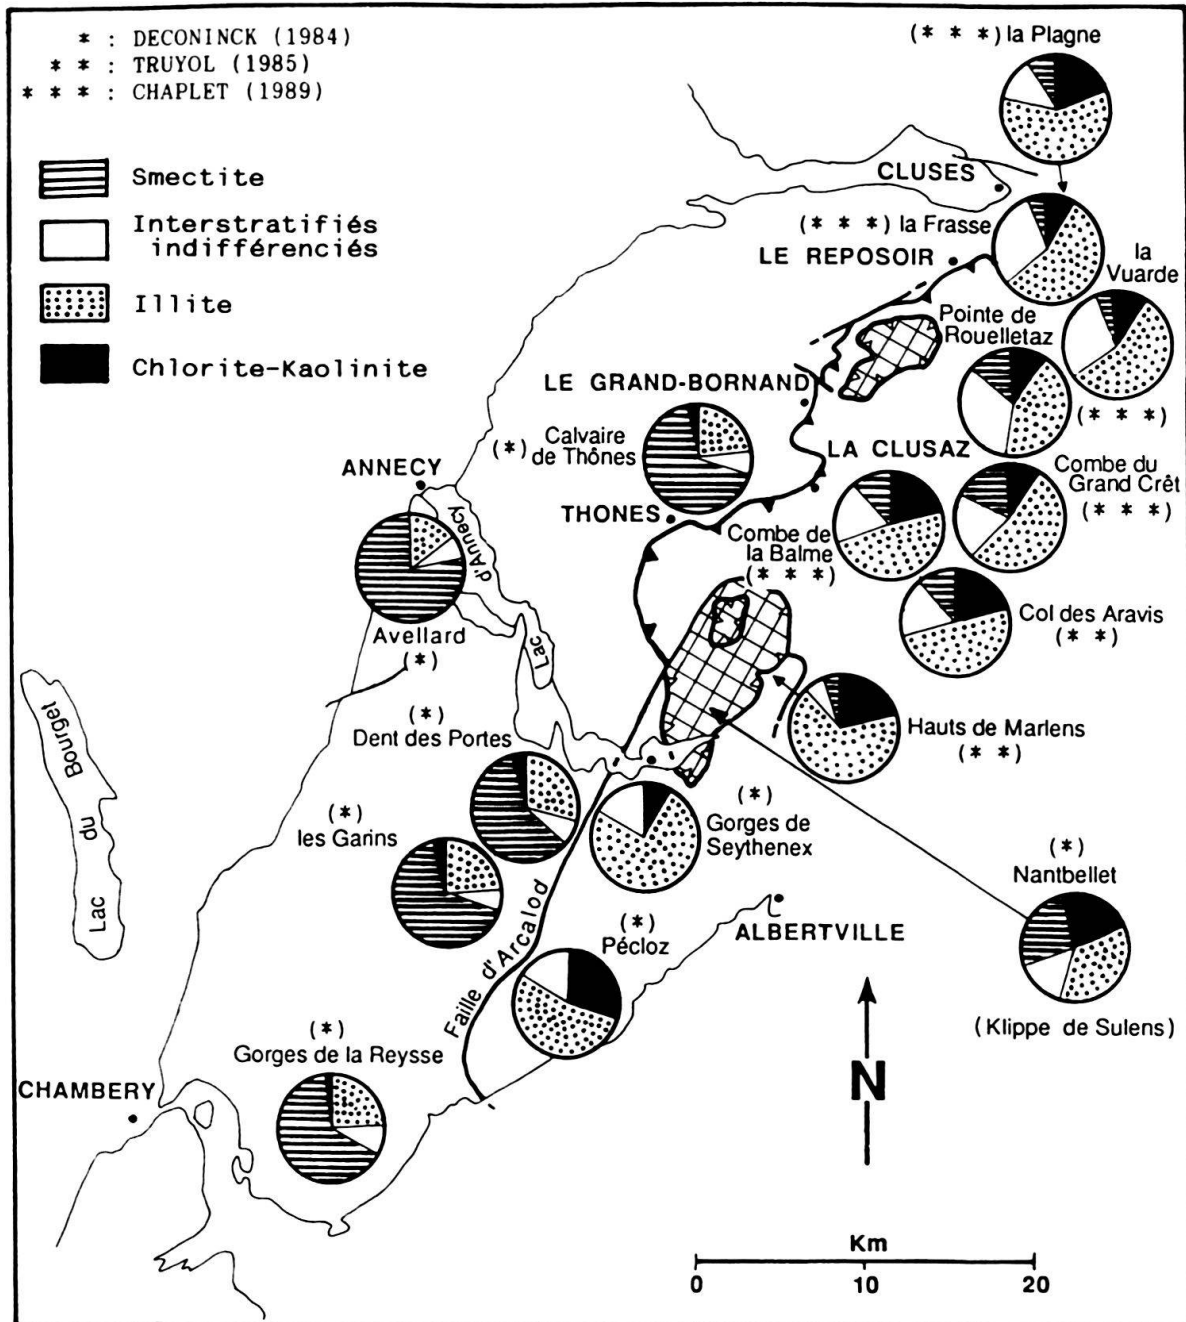 * : DECONINCK (1984)
* * : TRUYOL (1985)
* * * : CHAPLET (1989)
Smectite
Interstratifiés
indifférenciés
Illite
Chlorite-Kaolinite
(* * *) la Plagne
CLUSES
(* * *) la Frasse
LE REPOSOIR
la
Vuarde
(* * *)
Pointe de
Rouelletaz
LE GRAND-BORNAND
(*) Calvaire
de Thônes
LA CLUSAZ
Combe du
Grand Crêt
(* * *)
ANNECY
THONES
Combe de
la Balme
(* * *)
Lac
d'Annecy
Avellard
(*)
Col des Aravis
(* *)
Lac du Bourget
(*)
Dent des Portes
Hauts de Marlens
(* *)
(*)
les Garins
(*)
Gorges de
Seythenex
(*)
Nantbellet
(Klippe de Sulens)
Faille d'Arcalod
(*)
Pécloz
ALBERTVILLE
(*)
Gorges de la Reysse
CHAMBERY
N
Km
0 10 20